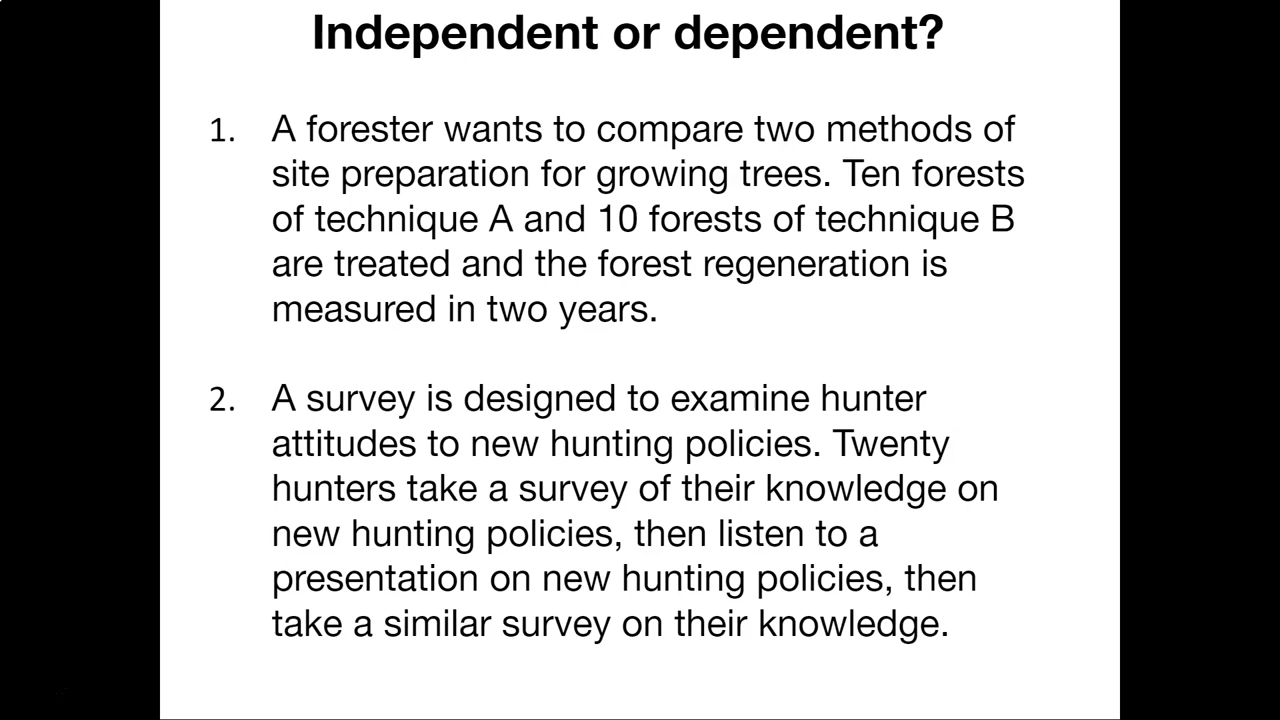 Independent or dependent?
1. A forester wants to compare two methods of
site preparation for growing trees. Ten forests
of technique A and 10 forests of technique B
are treated and the forest regeneration is
measured in two years.
2. A survey is designed to examine hunter
attitudes to new hunting policies. Twenty
hunters take a survey of their knowledge on
new hunting policies, then listen to a
presentation on new hunting policies, then
take a similar survey on their knowledge.